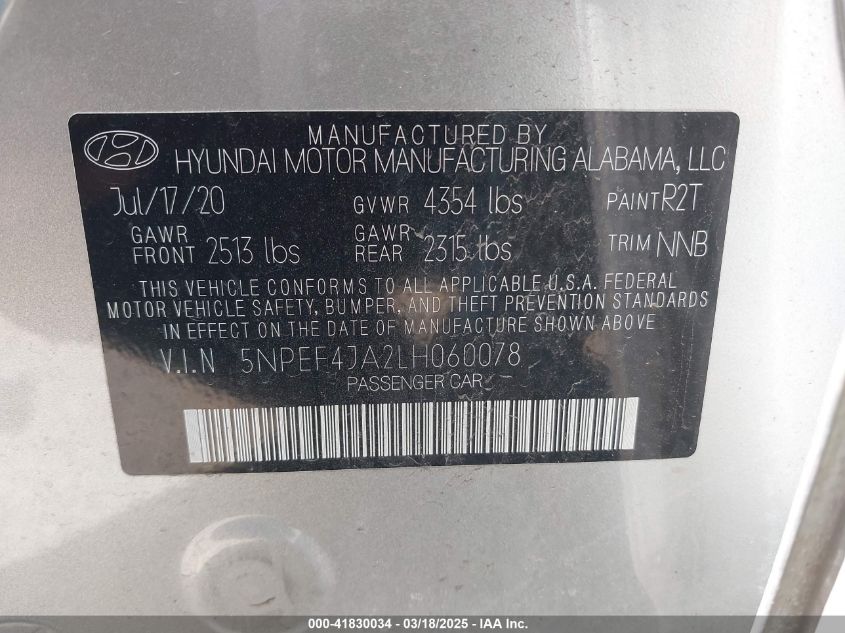 MANUFACTURED BY
HYUNDAI MOTOR MANUFACTURING ALABAMA, LLC
Jul/17/20 GVWR 4354 lbs PAINT R2T
GAWR FRONT 2513 lbs GAWR REAR 2315 lbs TRIM NNB
THIS VEHICLE CONFORMS TO ALL APPLICABLE U.S.A. FEDERAL
MOTOR VEHICLE SAFETY, BUMPER, AND THEFT PREVENTION STANDARDS
IN EFFECT ON THE DATE OF MANUFACTURE SHOWN ABOVE
V.I.N 5NPEF4JA2LH060078
PASSENGER CAR
000-41830034 - 03/18/2025 - IAA Inc.